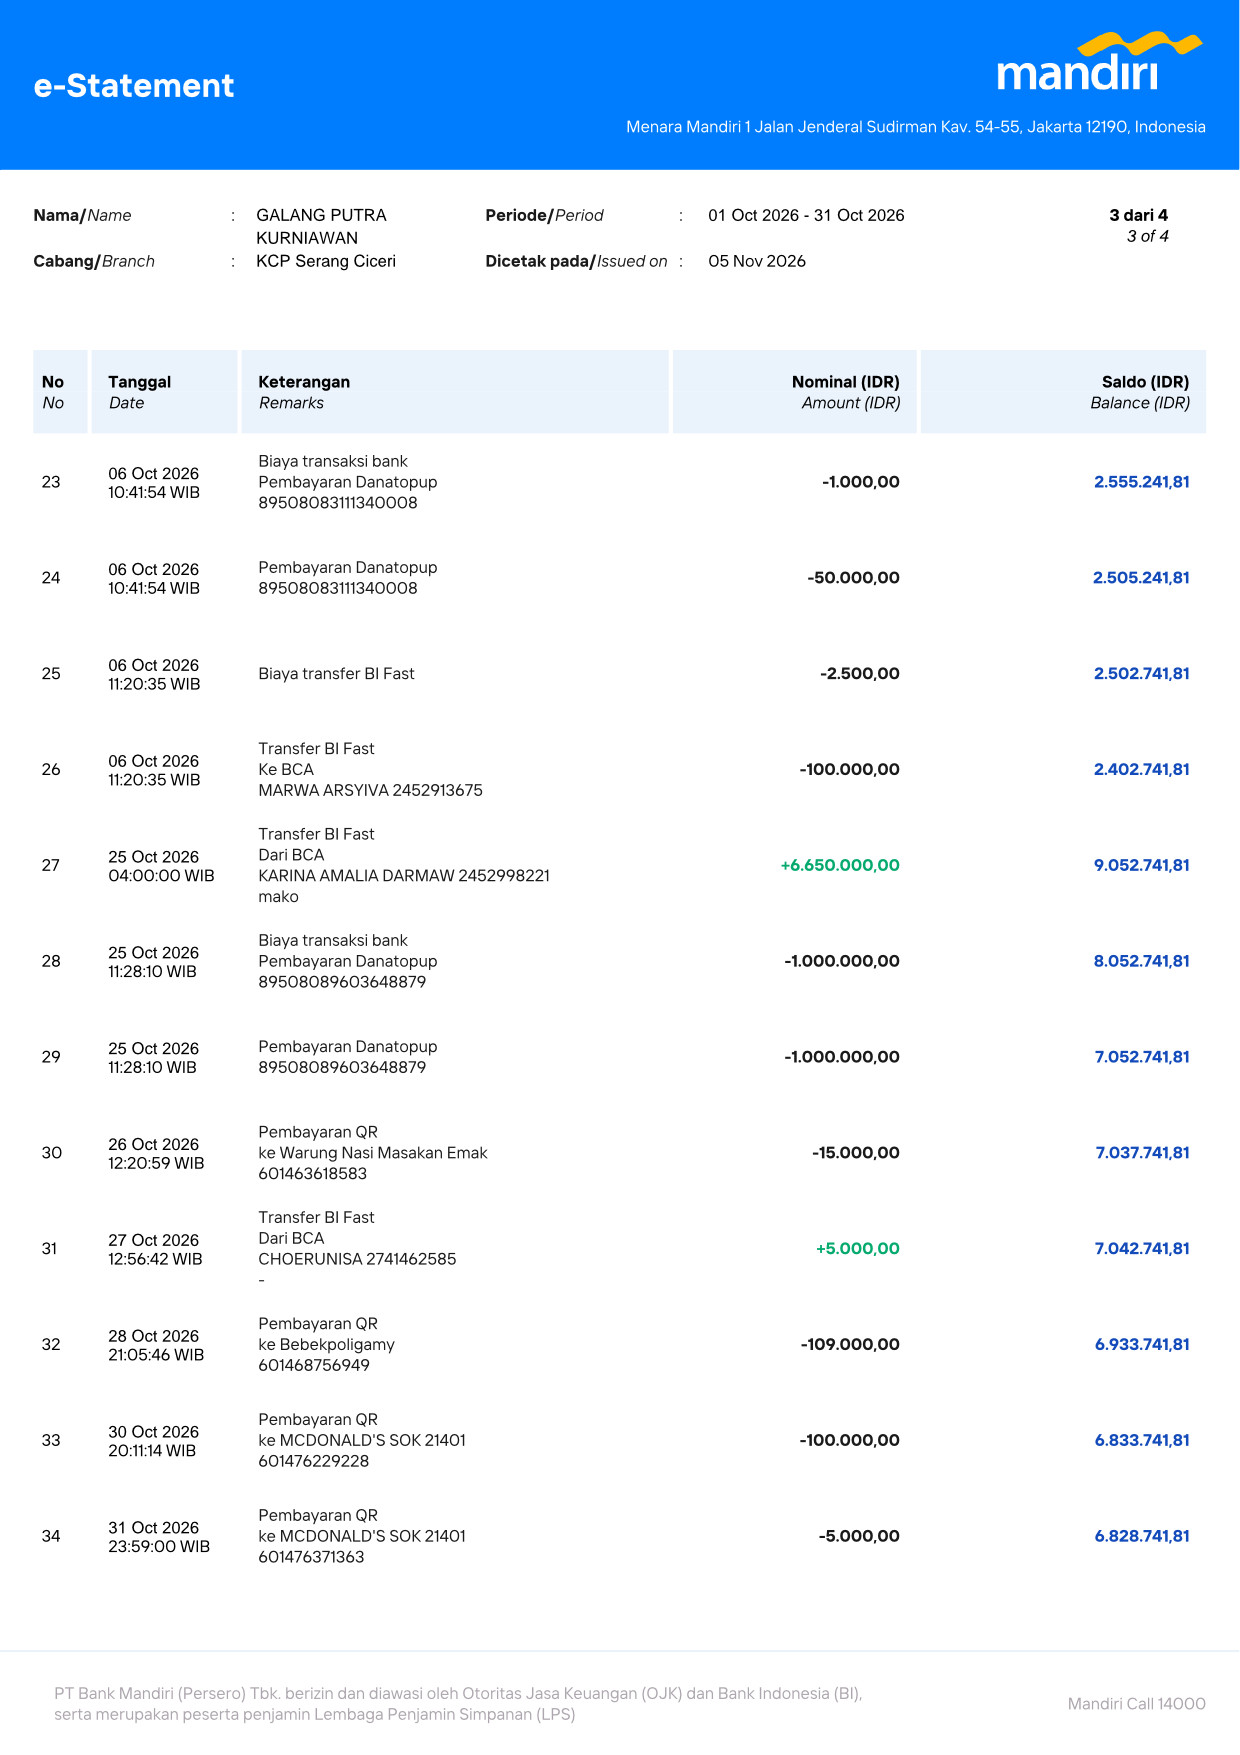 e-Statement
mandiri
Menara Mandiri 1 Jalan Jenderal Sudirman Kav. 54-55, Jakarta 12190, Indonesia
Nama/Name : GALANG PUTRA KURNIAWAN
Periode/Period : 01 Oct 2026 - 31 Oct 2026
3 dari 4
3 of 4
Cabang/Branch : KCP Serang Ciceri
Dicetak pada/Issued on : 05 Nov 2026
No Tanggal Keterangan Nominal (IDR) Saldo (IDR)
No Date Remarks Amount (IDR) Balance (IDR)
23
06 Oct 2026
10:41:54 WIB
Biaya transaksi bank
Pembayaran Danatopup
89508083111340008
-1.000,00
2.555.241,81
24
06 Oct 2026
10:41:54 WIB
Pembayaran Danatopup
89508083111340008
-50.000,00
2.505.241,81
25
06 Oct 2026
11:20:35 WIB
Biaya transfer BI Fast
-2.500,00
2.502.741,81
26
06 Oct 2026
11:20:35 WIB
Transfer BI Fast
Ke BCA
MARWA ARSYIVA 2452913675
-100.000,00
2.402.741,81
27
25 Oct 2026
04:00:00 WIB
Transfer BI Fast
Dari BCA
KARINA AMALIA DARMAW 2452998221
mako
+6.650.000,00
9.052.741,81
28
25 Oct 2026
11:28:10 WIB
Biaya transaksi bank
Pembayaran Danatopup
89508089603648879
-1.000.000,00
8.052.741,81
29
25 Oct 2026
11:28:10 WIB
Pembayaran Danatopup
89508089603648879
-1.000.000,00
7.052.741,81
30
26 Oct 2026
12:20:59 WIB
Pembayaran QR
ke Warung Nasi Masakan Emak
601463618583
-15.000,00
7.037.741,81
31
27 Oct 2026
12:56:42 WIB
Transfer BI Fast
Dari BCA
CHOERUNISA 2741462585
-
+5.000,00
7.042.741,81
32
28 Oct 2026
21:05:46 WIB
Pembayaran QR
ke Bebekpoligamy
601468756949
-109.000,00
6.933.741,81
33
30 Oct 2026
20:11:14 WIB
Pembayaran QR
ke MCDONALD'S SOK 21401
601476229228
-100.000,00
6.833.741,81
34
31 Oct 2026
23:59:00 WIB
Pembayaran QR
ke MCDONALD'S SOK 21401
601476371363
-5.000,00
6.828.741,81
PT Bank Mandiri (Persero) Tbk. berizin dan diawasi oleh Otoritas Jasa Keuangan (OJK) dan Bank Indonesia (BI),
serta merupakan peserta penjamin Lembaga Penjamin Simpanan (LPS)
Mandiri Call 14000